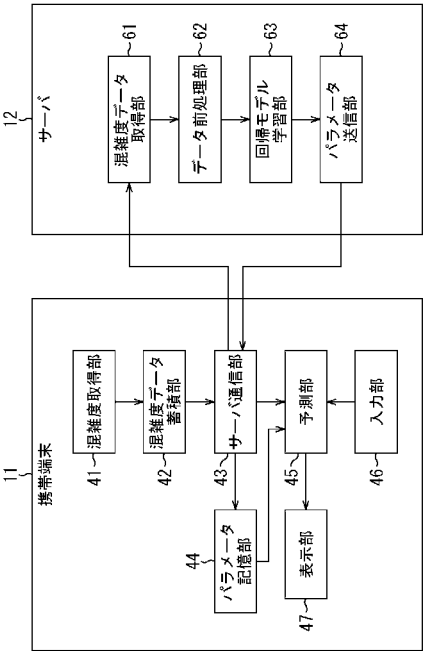 11
携帯端末
混雑度取得部
41
混雑度データ
蓄積部
42
サーバ通信部
43
パラメータ
記憶部
44
予測部
45
入力部
46
表示部
47
12
サーバ
混雑度データ
取得部
61
データ前処理部
62
回帰モデル
学習部
63
パラメータ
送信部
64